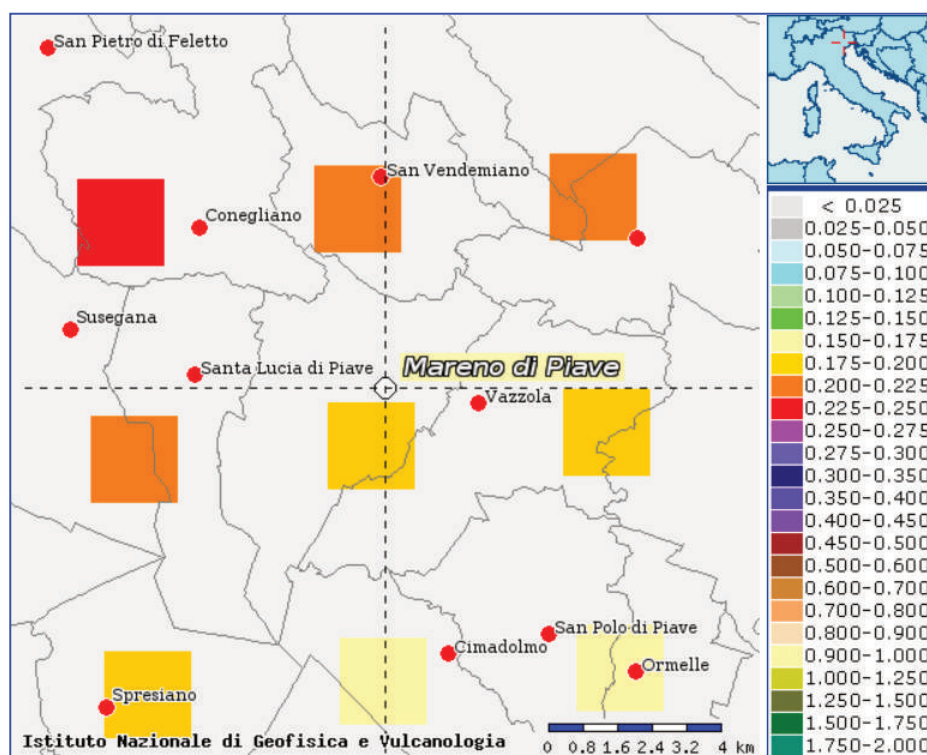 San Pietro di Feletto
San Vendemiano
Conegliano
Susegana
Santa Lucia di Piave
Mareno di Piave
Vazzola
San Polo di Piave
Cimadolmo
Ormelle
Spresiano
Istituto Nazionale di Geofisica e Vulcanologia
0 0.8 1.6 2.4 3.2 4 km
< 0.025
0.025-0.050
0.050-0.075
0.075-0.100
0.100-0.125
0.125-0.150
0.150-0.175
0.175-0.200
0.200-0.225
0.225-0.250
0.250-0.275
0.275-0.300
0.300-0.350
0.350-0.400
0.400-0.450
0.450-0.500
0.500-0.600
0.600-0.700
0.700-0.800
0.800-0.900
0.900-1.000
1.000-1.250
1.250-1.500
1.500-1.750
1.750-2.000